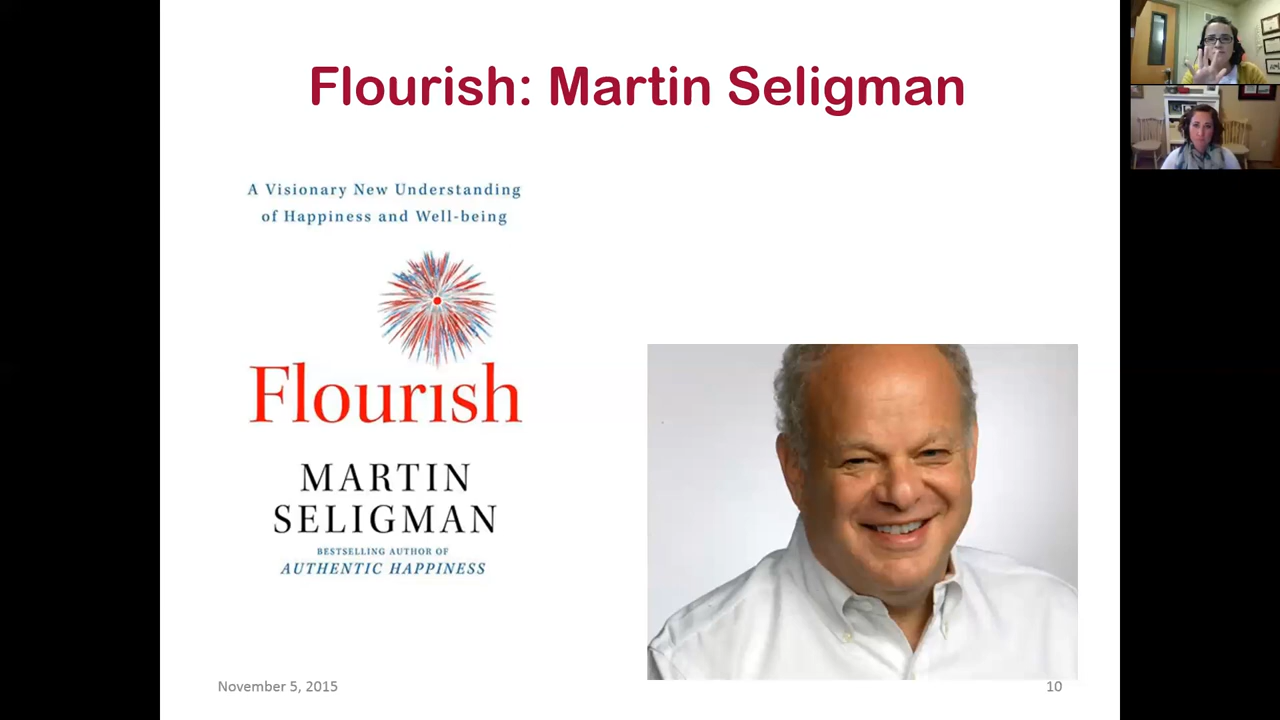 Flourish: Martin Seligman
A Visionary New Understanding
of Happiness and Well-being
Flourish
MARTIN
SELIGMAN
BESTSELLING AUTHOR OF
AUTHENTIC HAPPINESS
November 5, 2015
10